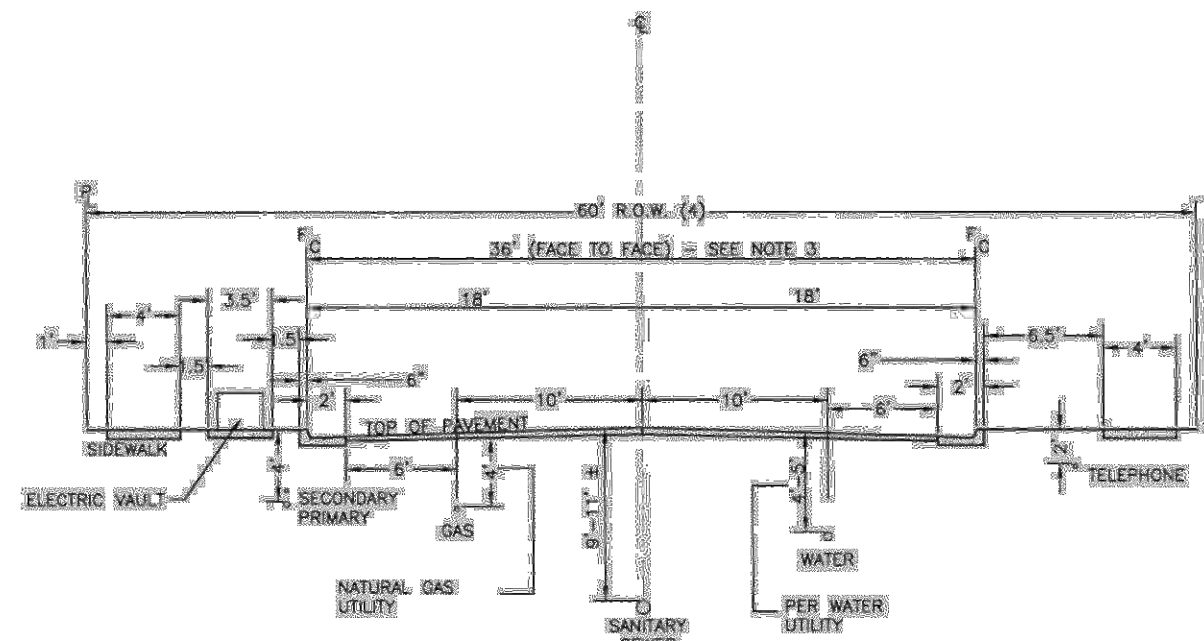 ℄
P
60' R.O.W. (4)
F
C
36' (FACE TO FACE) - SEE NOTE 3
F
C
18'
18'
3.5'
4'
1'
1.5'
1.5'
6"
2'
10'
10'
6"
2'
6.5'
4'
6'
TOP OF PAVEMENT
SIDEWALK
4'
6'
4'
9'-11' ±
4'-5'
2'
ELECTRIC VAULT
SECONDARY
PRIMARY
GAS
TELEPHONE
WATER
NATURAL GAS
UTILITY
PER WATER
UTILITY
SANITARY